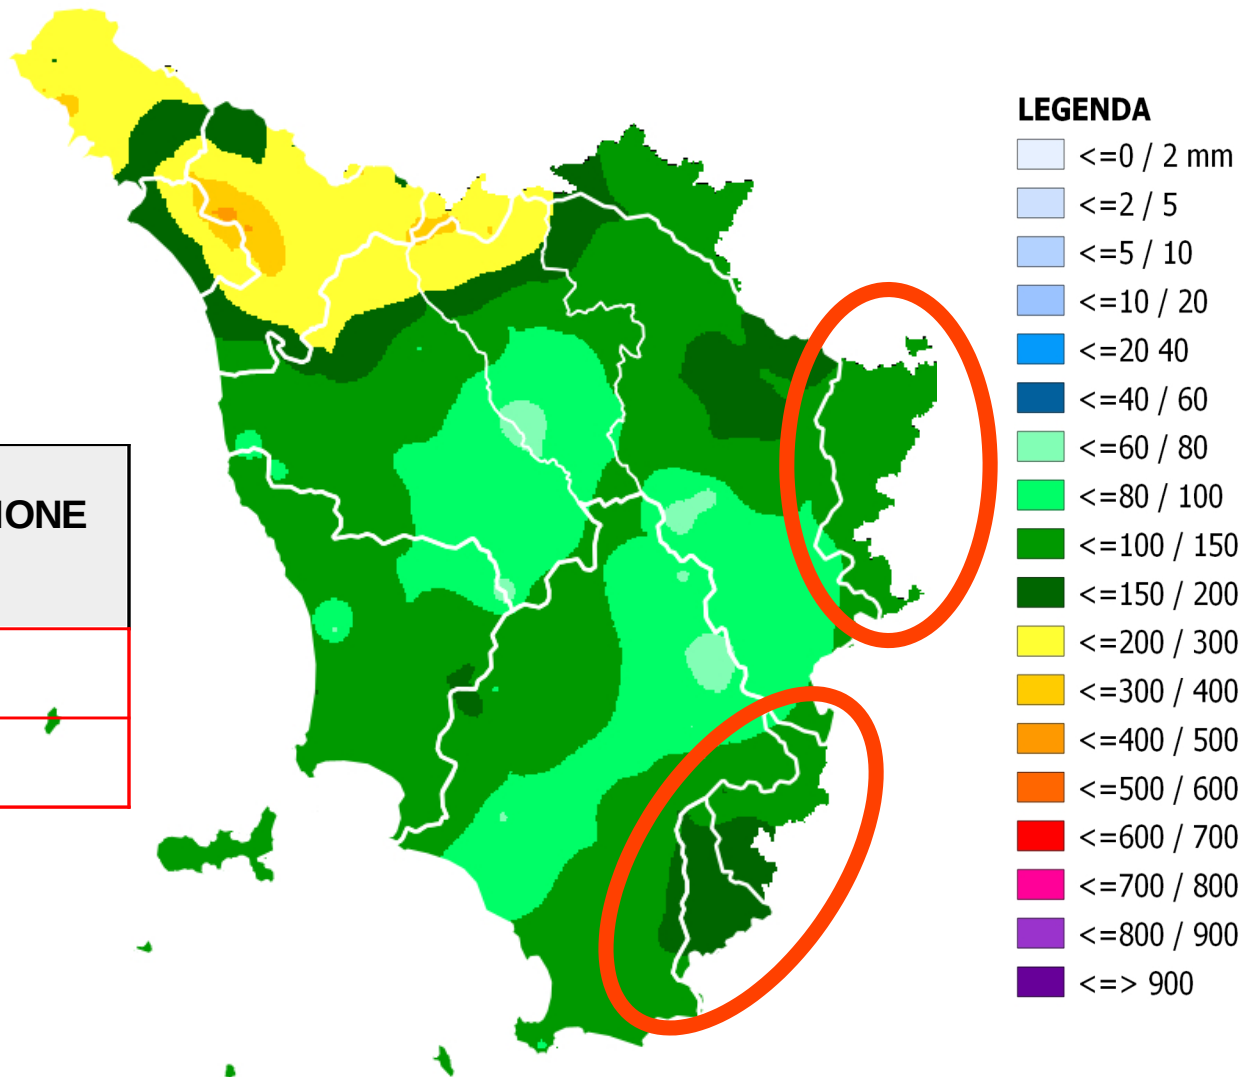 LEGENDA
<=0 / 2 mm
<=2 / 5
<=5 / 10
<=10 / 20
<=20 40
<=40 / 60
<=60 / 80
<=80 / 100
<=100 / 150
<=150 / 200
<=200 / 300
<=300 / 400
<=400 / 500
<=500 / 600
<=600 / 700
<=700 / 800
<=800 / 900
<=> 900
IONE